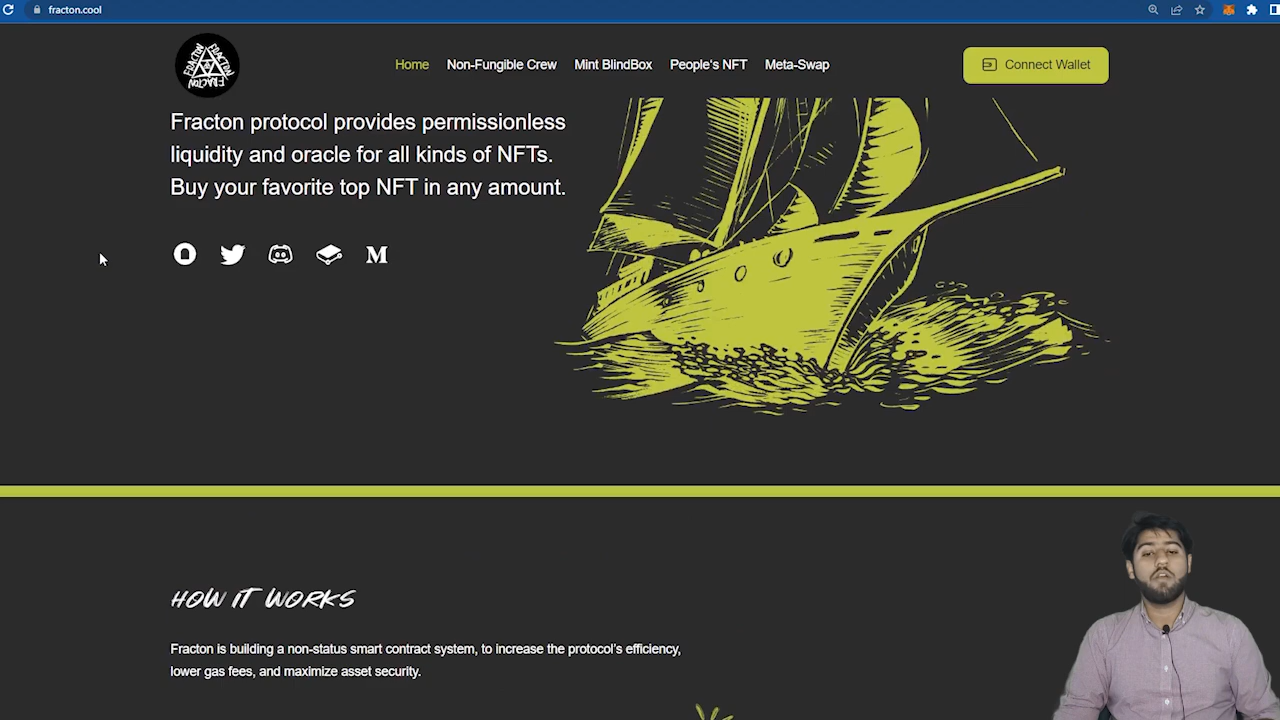 fracton.cool
FRACTON FRACTON FRACTON
Home Non-Fungible Crew Mint BlindBox People's NFT Meta-Swap Connect Wallet
Fracton protocol provides permissionless
liquidity and oracle for all kinds of NFTs.
Buy your favorite top NFT in any amount.
M
HOW IT WORKS
Fracton is building a non-status smart contract system, to increase the protocol's efficiency,
lower gas fees, and maximize asset security.